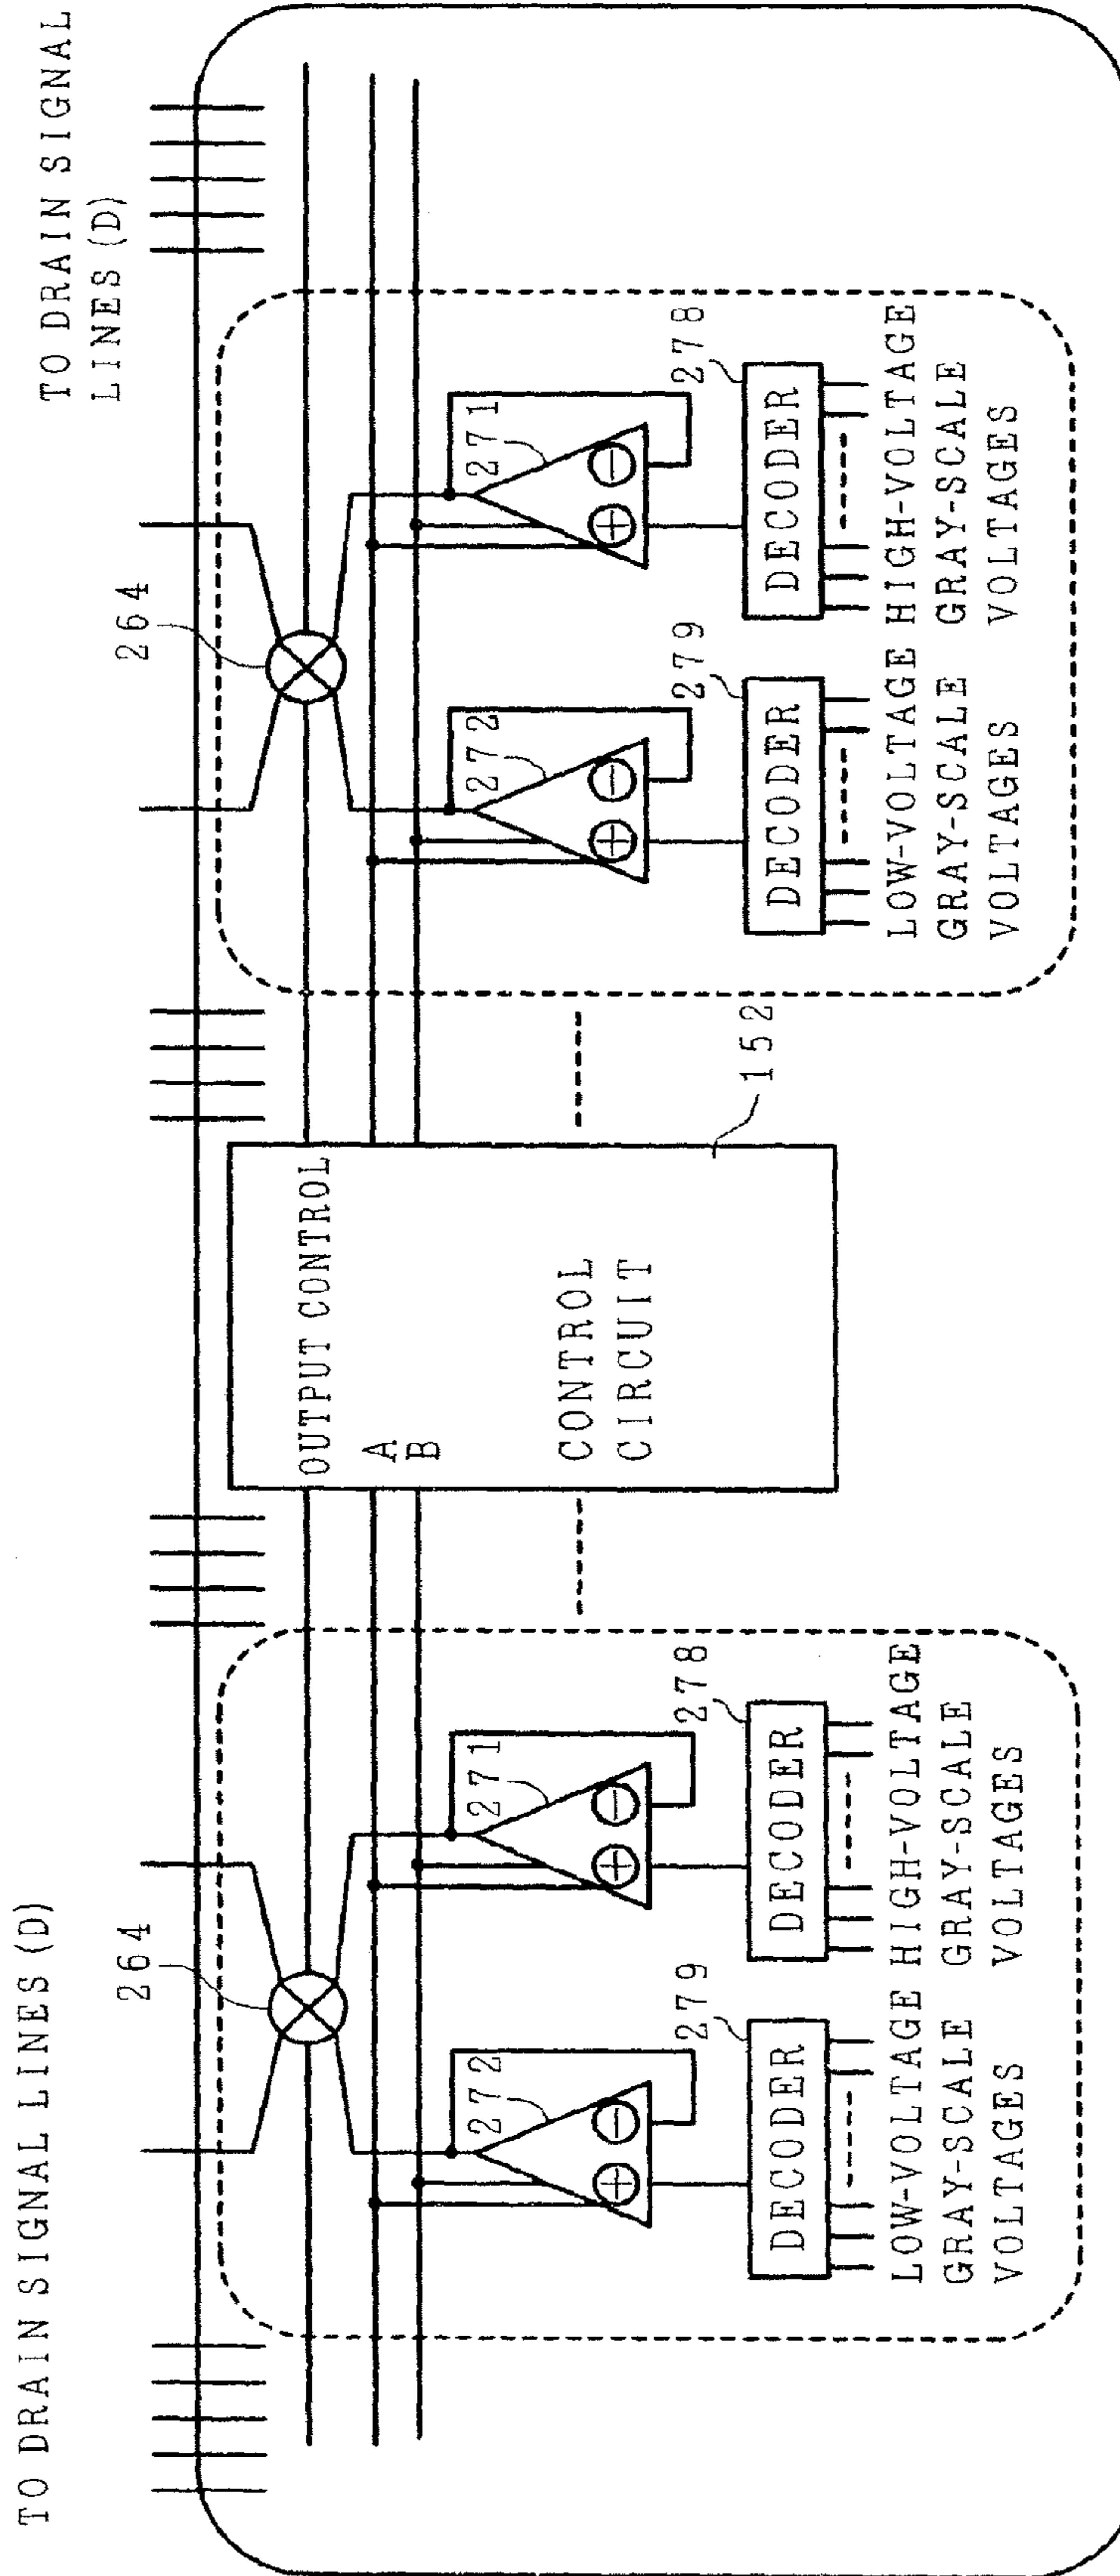 TO DRAIN SIGNAL LINES (D)
TO DRAIN SIGNAL
LINES (D)
264
264
OUTPUT CONTROL
A
B
CONTROL
CIRCUIT
152
272
271
279
278
DECODER
DECODER
LOW-VOLTAGE
GRAY-SCALE
VOLTAGES
HIGH-VOLTAGE
GRAY-SCALE
VOLTAGES
272
271
279
278
DECODER
DECODER
LOW-VOLTAGE
GRAY-SCALE
VOLTAGES
HIGH-VOLTAGE
GRAY-SCALE
VOLTAGES